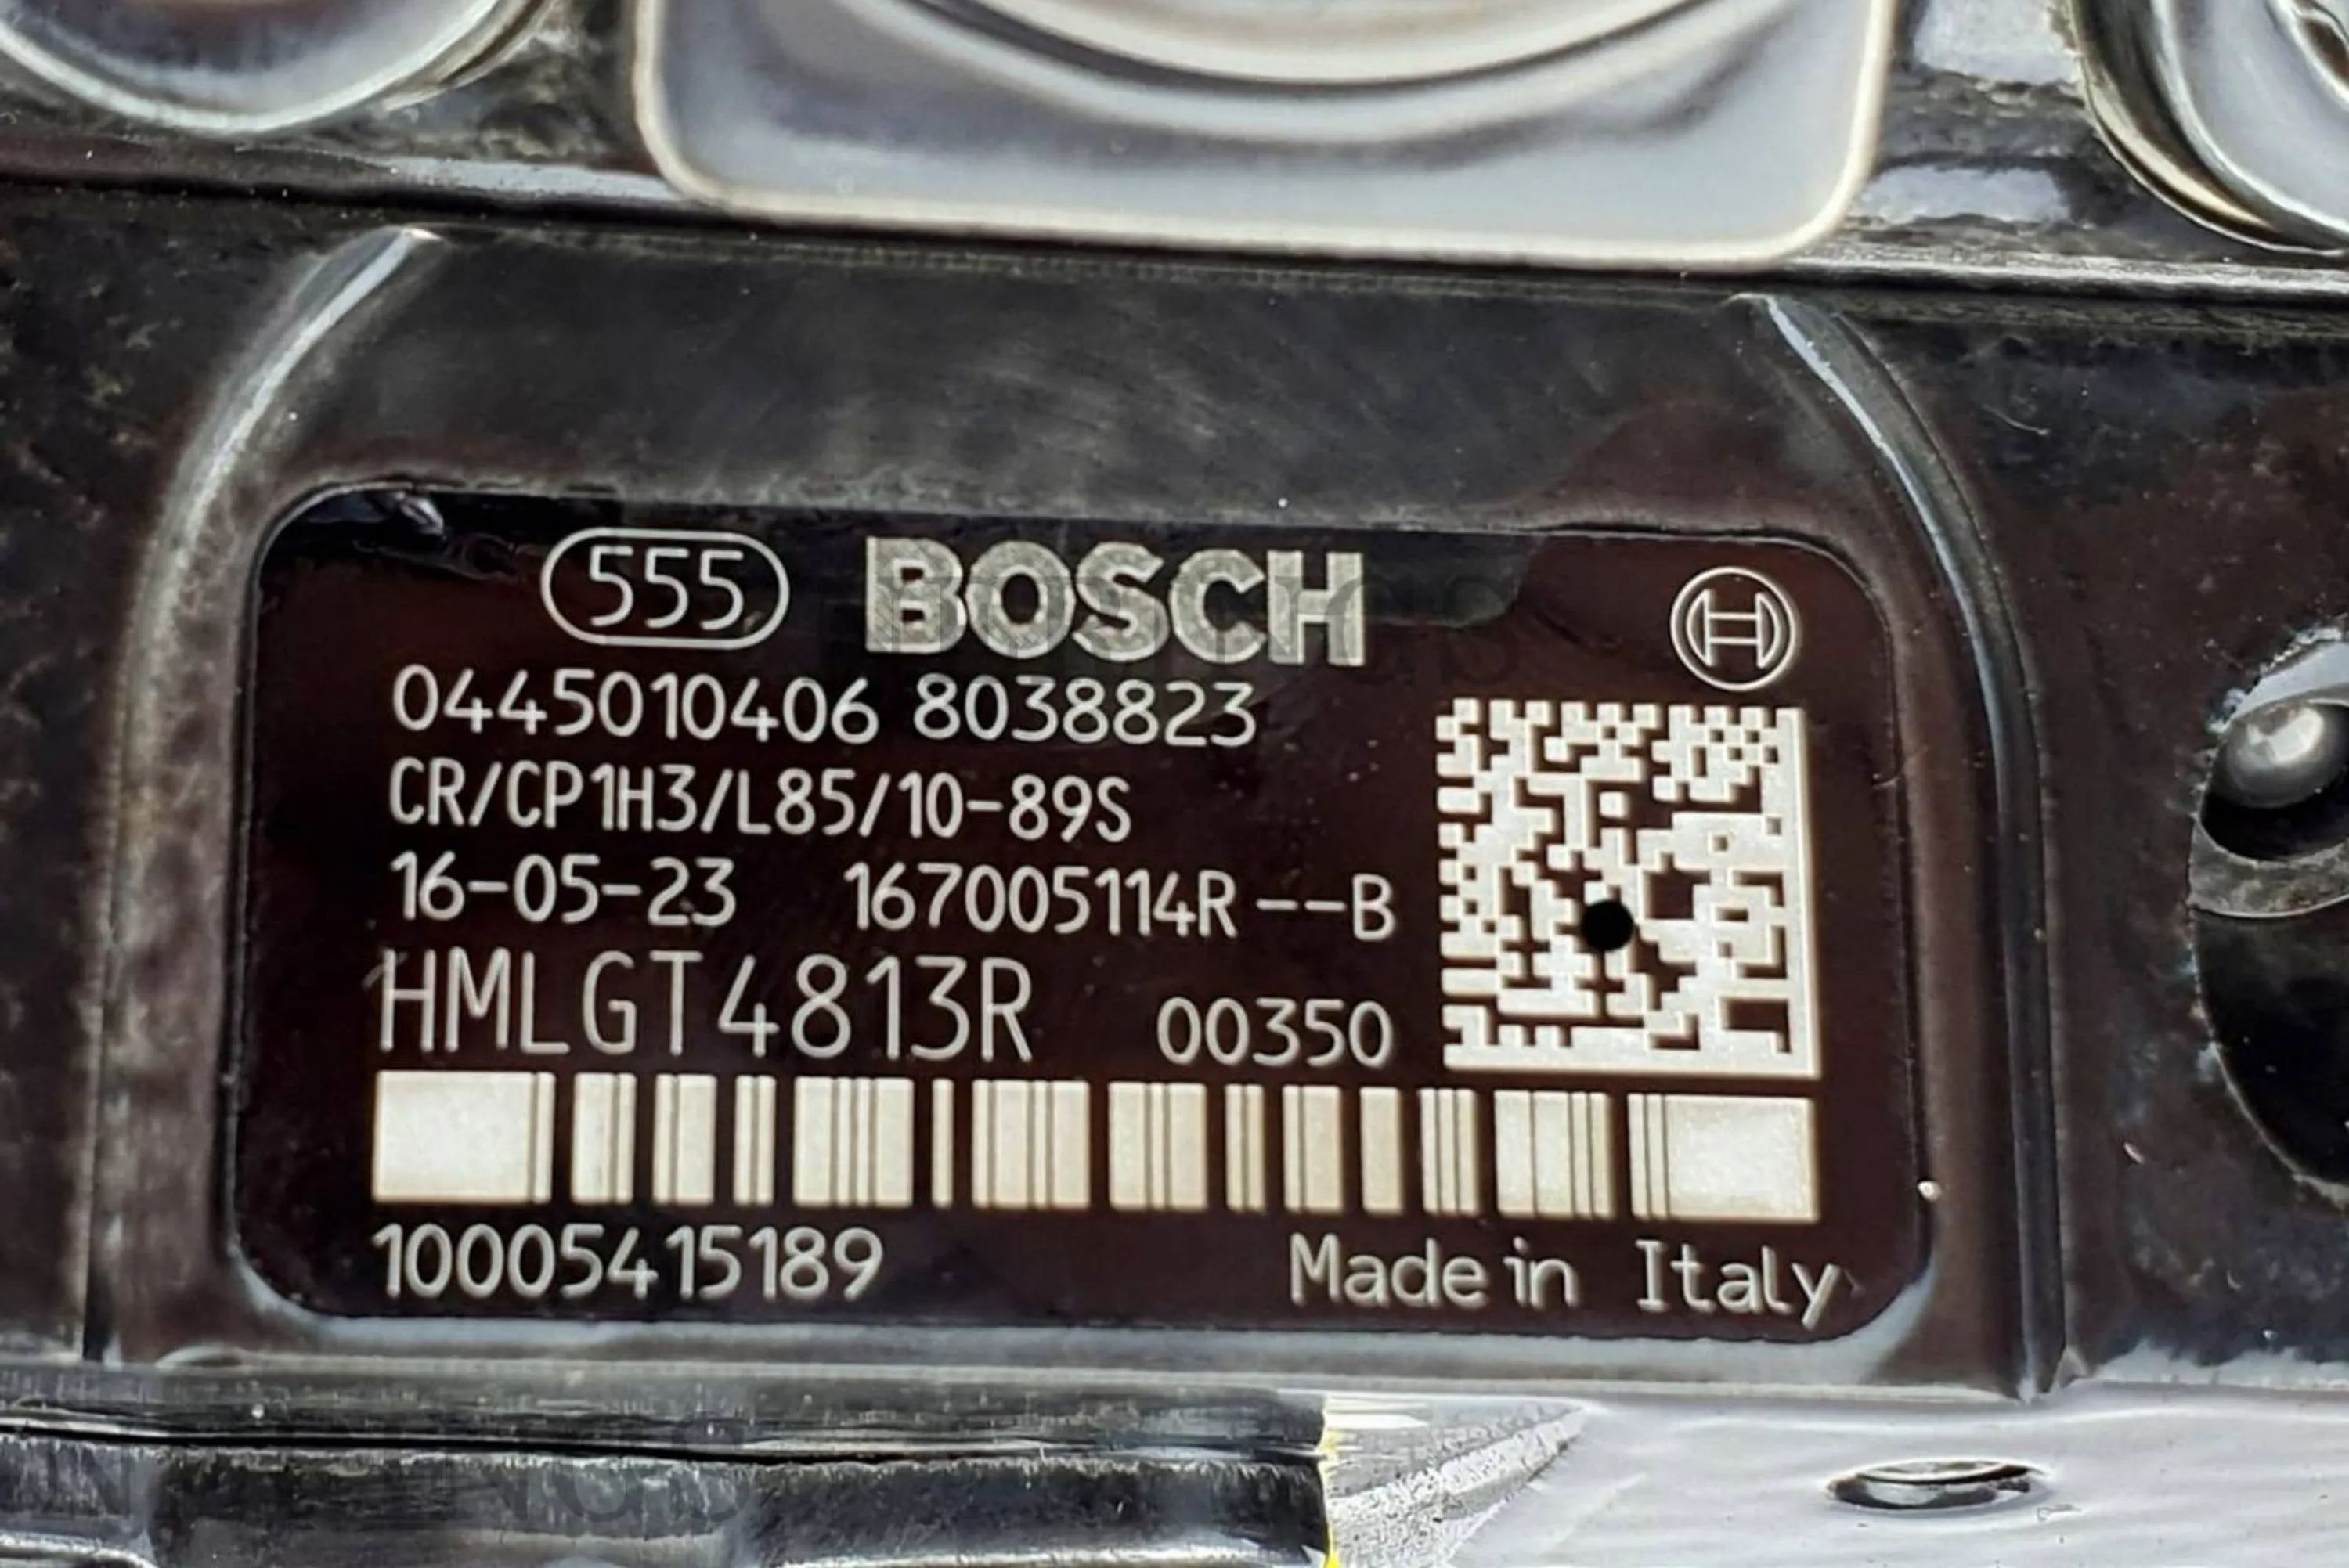 555 BOSCH
0445010406 8038823
CR/CP1H3/L85/10-89S
16-05-23 167005114R--B
HMLGT4813R 00350
10005415189 Made in Italy